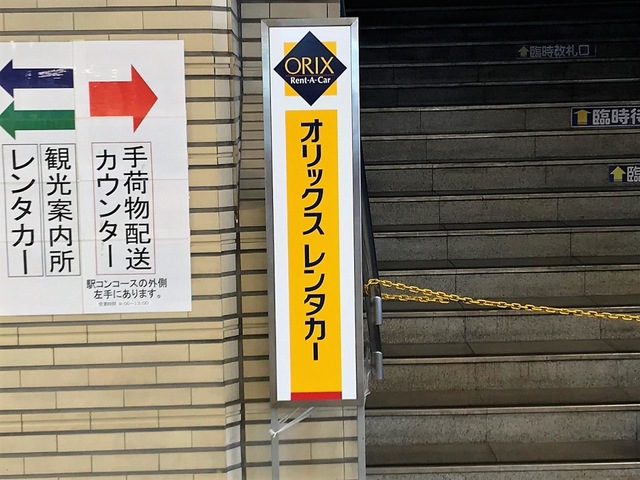 レンタカー
観光案内所
手荷物配送
カウンター
駅コンコースの外側
左手にあります。
ORIX
Rent-A-Car
オリックス レンタカー
臨時改札口
臨時待
臨